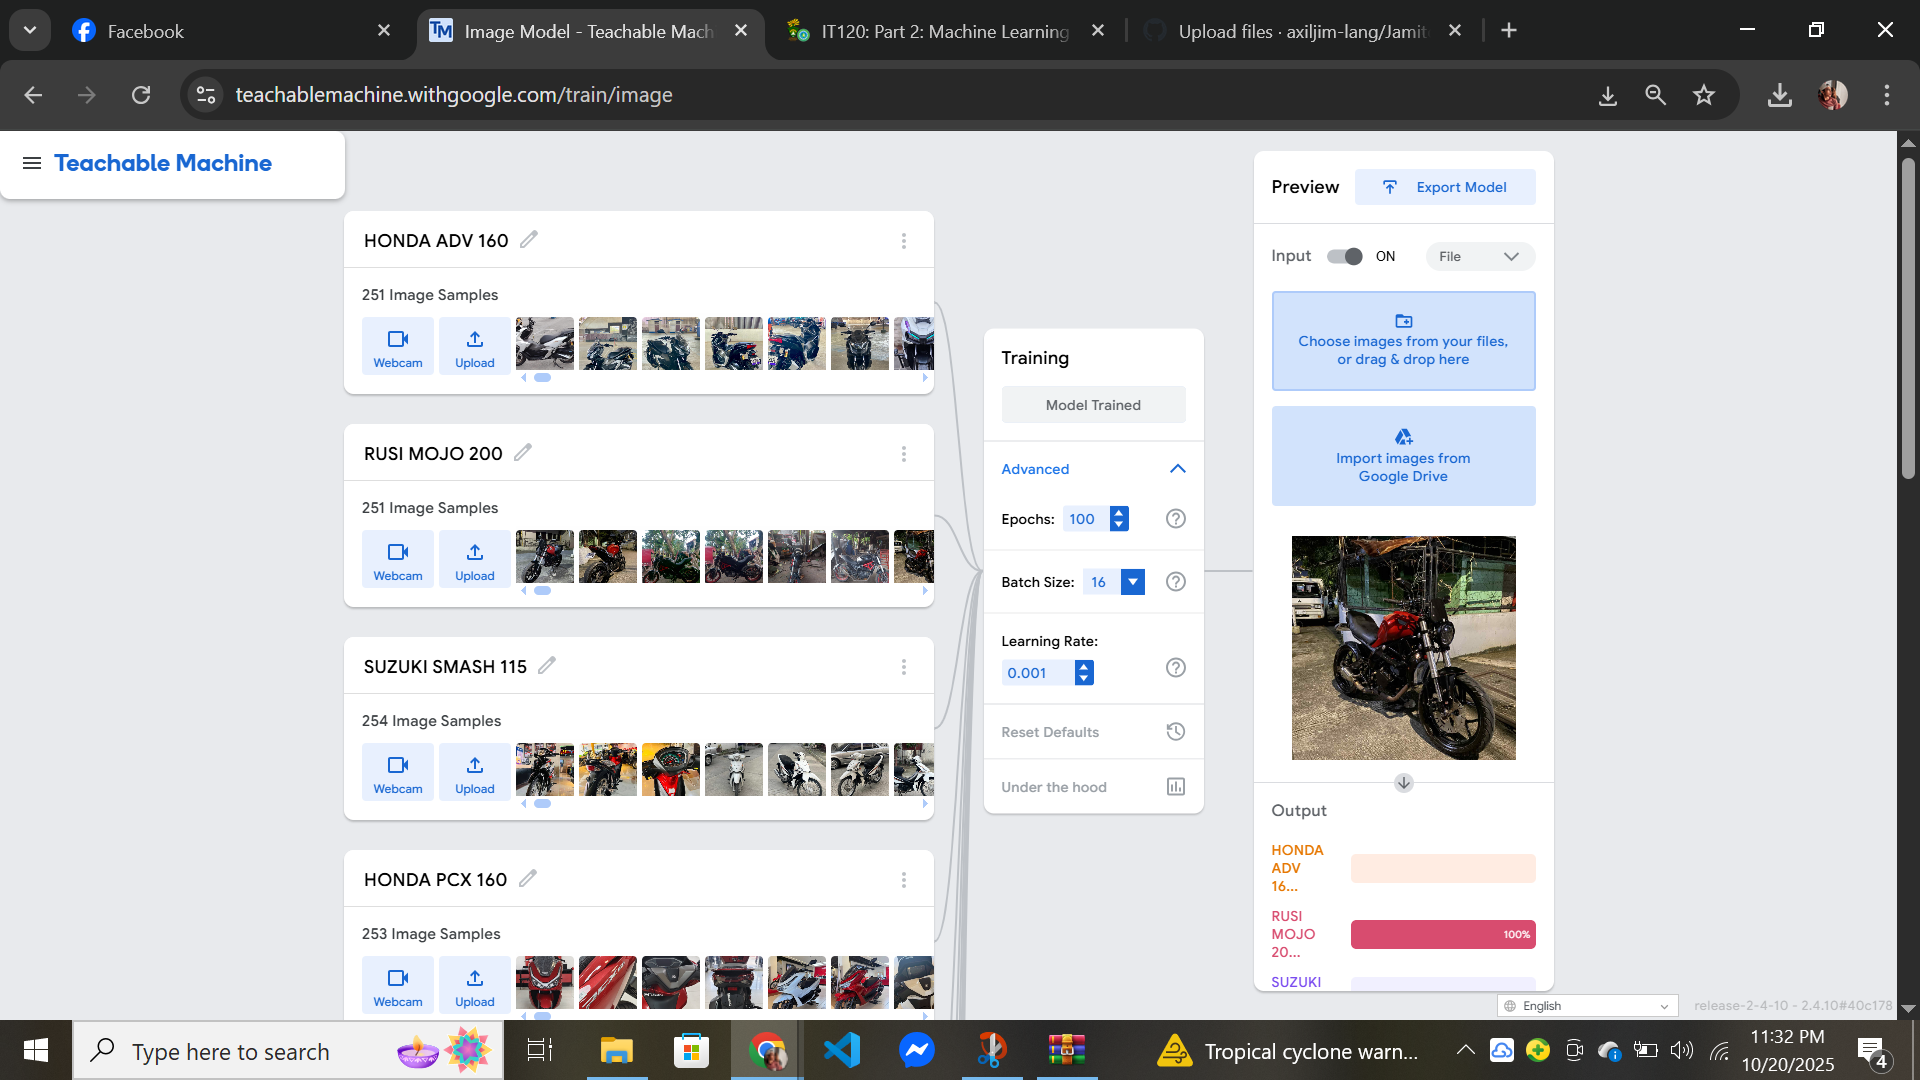 Facebook
Image Model - Teachable Mach
IT120: Part 2: Machine Learning
Upload files · axiljim-lang/Jamit
teachablemachine.withgoogle.com/train/image
Teachable Machine
HONDA ADV 160
251 Image Samples
Webcam
Upload
RUSI MOJO 200
251 Image Samples
Webcam
Upload
SUZUKI SMASH 115
254 Image Samples
Webcam
Upload
HONDA PCX 160
253 Image Samples
Webcam
Upload
Training
Model Trained
Advanced
Epochs: 100
Batch Size: 16
Learning Rate:
0.001
Reset Defaults
Under the hood
Preview
Export Model
Input ON File
Choose images from your files,
or drag & drop here
Import images from
Google Drive
Output
HONDA
ADV
16...
RUSI
MOJO
20...
100%
SUZUKI
English
release-2-4-10 - 2.4.10#40c178
Type here to search
Tropical cyclone warn...
11:32 PM
10/20/2025
4